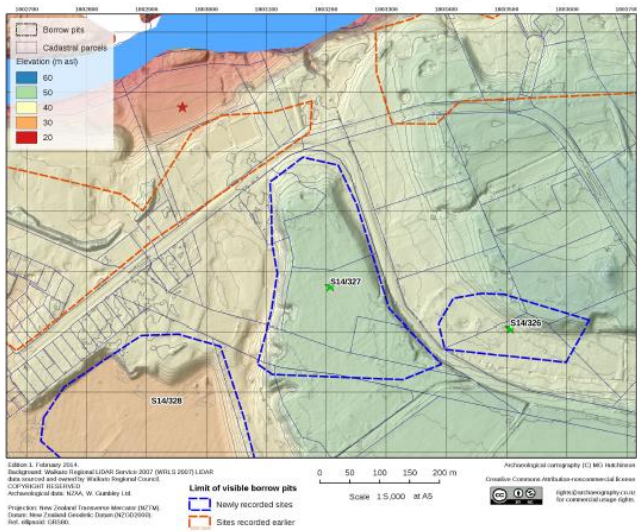 1802700 1802800 1802900 1803000 1803100 1803200 1803300 1803400 1803500 1803600
Borrow pits
Cadastral parcels
Elevation (m asl)
60
50
40
30
20
S14/327
S14/326
S14/328
Edition 1. February 2014.
Background: Waikato Regional LIDAR Service 2007 (WRLS 2007) LIDAR
data sourced and owned by Waikato Regional Council.
COPYRIGHT RESERVED
Archaeological data: NZAA, W. Gumbley Ltd.
Projection: New Zealand Transverse Mercator (NZTM).
Datum: New Zealand Geodetic Datum (NZGD2000).
Ref. ellipsoid: GRS80.
Limit of visible borrow pits
Newly recorded sites
Sites recorded earlier
0 50 100 150 200 m
Scale 1:5,000 at A5
Archaeological cartography (C) MG Hutchinson
Creative Commons Attribution-noncommercial license
rights@archaeography.co.nz
for commercial usage rights.